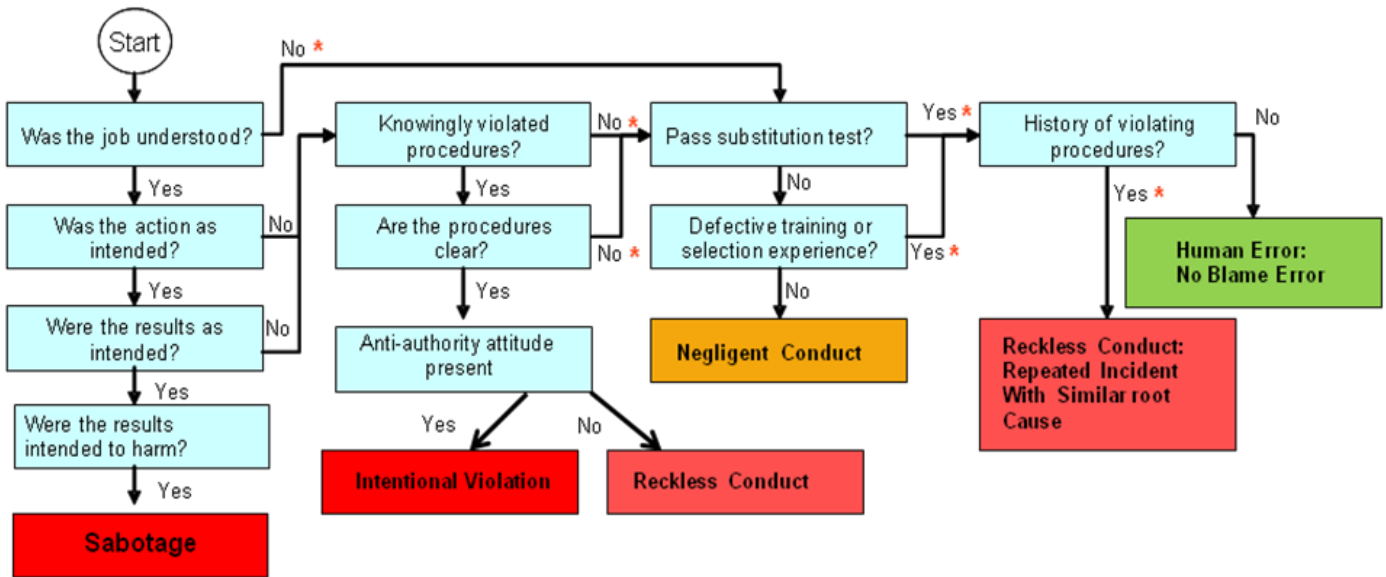 Start
No *
Was the job understood?
Yes
Was the action as
intended?
No
Yes
Were the results as
intended?
No
Yes
Were the results
intended to harm?
Yes
Sabotage
Knowingly violated
procedures?
No *
Yes
Are the procedures
clear?
No *
Yes
Anti-authority attitude
present
Yes
No
Intentional Violation
Reckless Conduct
Pass substitution test?
Yes *
No
Defective training or
selection experience?
Yes *
No
Negligent Conduct
History of violating
procedures?
No
Yes *
Human Error:
No Blame Error
Reckless Conduct:
Repeated Incident
With Similar root
Cause